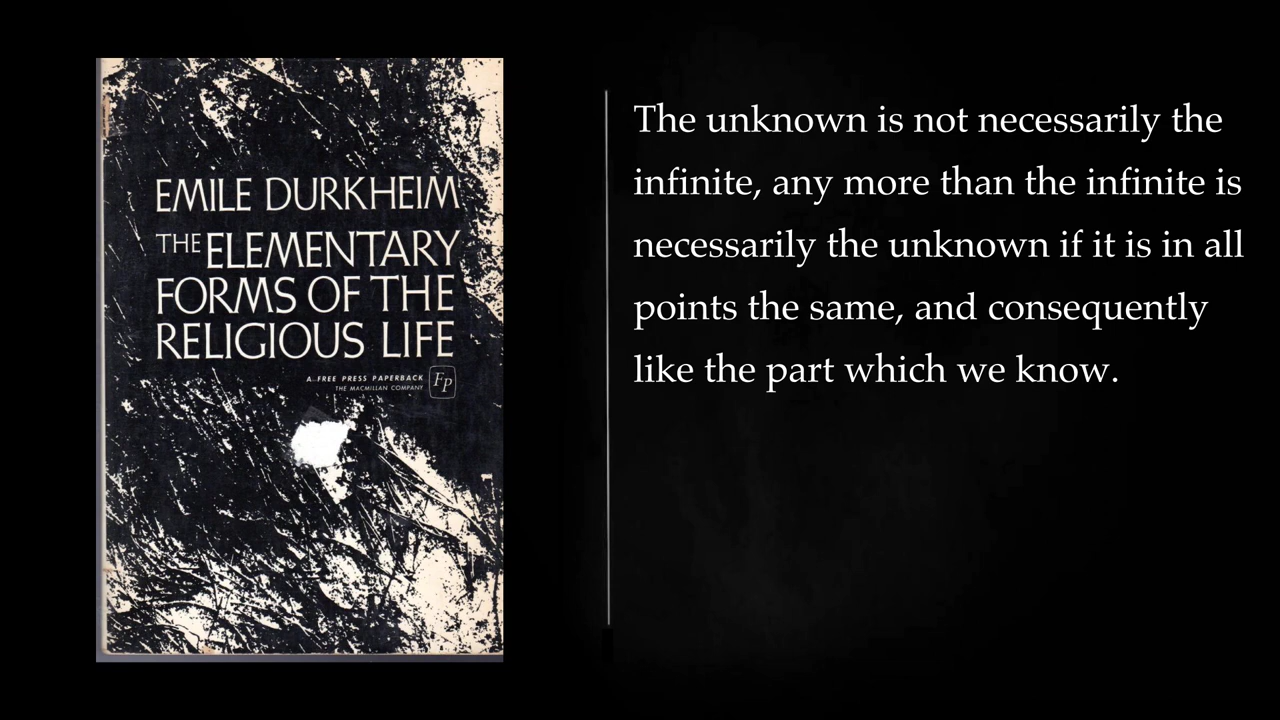 EMILE DURKHEIM
THE ELEMENTARY
FORMS OF THE
RELIGIOUS LIFE
A FREE PRESS PAPERBACK
THE MACMILLAN COMPANY
FP
The unknown is not necessarily the
infinite, any more than the infinite is
necessarily the unknown if it is in all
points the same, and consequently
like the part which we know.